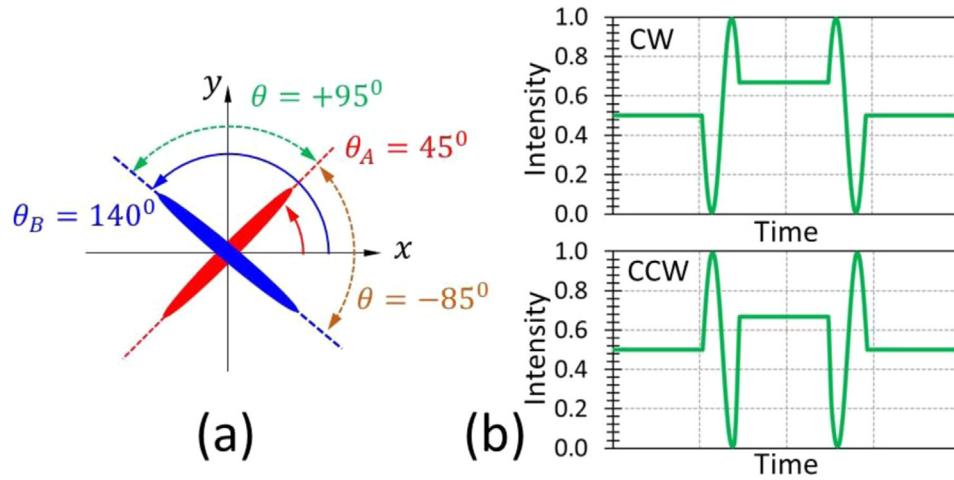 y
θ = +95⁰
θ_A = 45⁰
θ_B = 140⁰
x
θ = −85⁰
(a)
(b)
1.0
0.8
0.6
0.4
0.2
0.0
Intensity
CW
Time
1.0
0.8
0.6
0.4
0.2
0.0
Intensity
CCW
Time